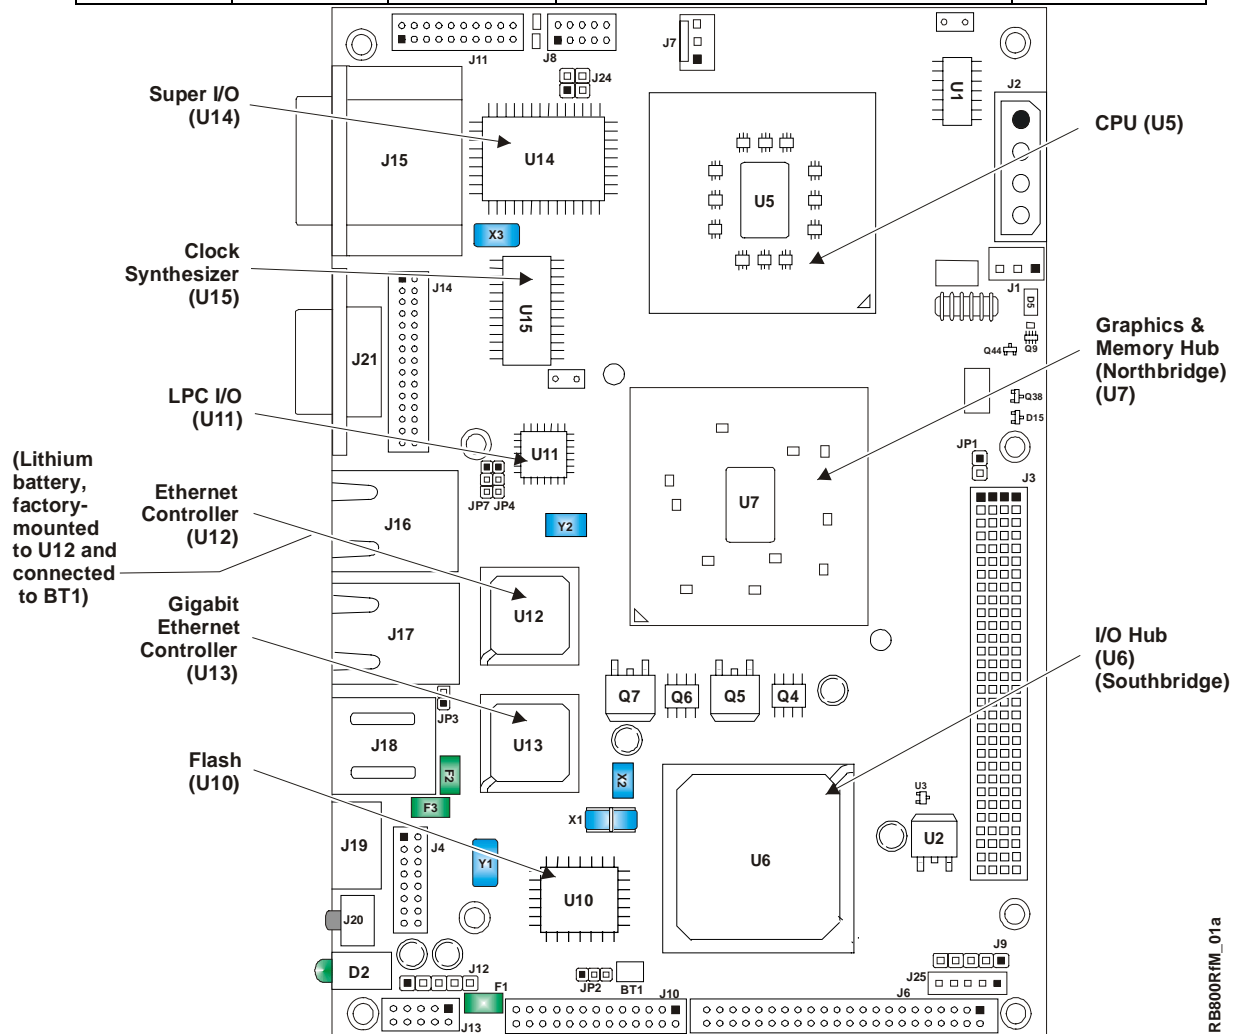 J11
J8
J7
J24
U1
J2
Super I/O
(U14)
CPU (U5)
J15
U14
U5
X3
Clock
Synthesizer
(U15)
J14
U15
J1
D5
Q44
Q9
J21
Graphics &
Memory Hub
(Northbridge)
(U7)
LPC I/O
(U11)
Q38
D15
U11
JP1
J3
(Lithium
battery,
factory-
mounted
to U12 and
connected
to BT1)
Ethernet
Controller
(U12)
JP7 JP4
J16
Y2
U7
Gigabit
Ethernet
Controller
(U13)
U12
J17
I/O Hub
(U6)
(Southbridge)
Q7
Q6
Q5
Q4
JP3
J18
U13
Flash
(U10)
F2
X2
F3
X1
U3
U2
J19
J4
Y1
U6
U10
J20
J9
D2
J12
J25
JP2
BT1
F1
J10
J6
J13
RB800RfM_01a